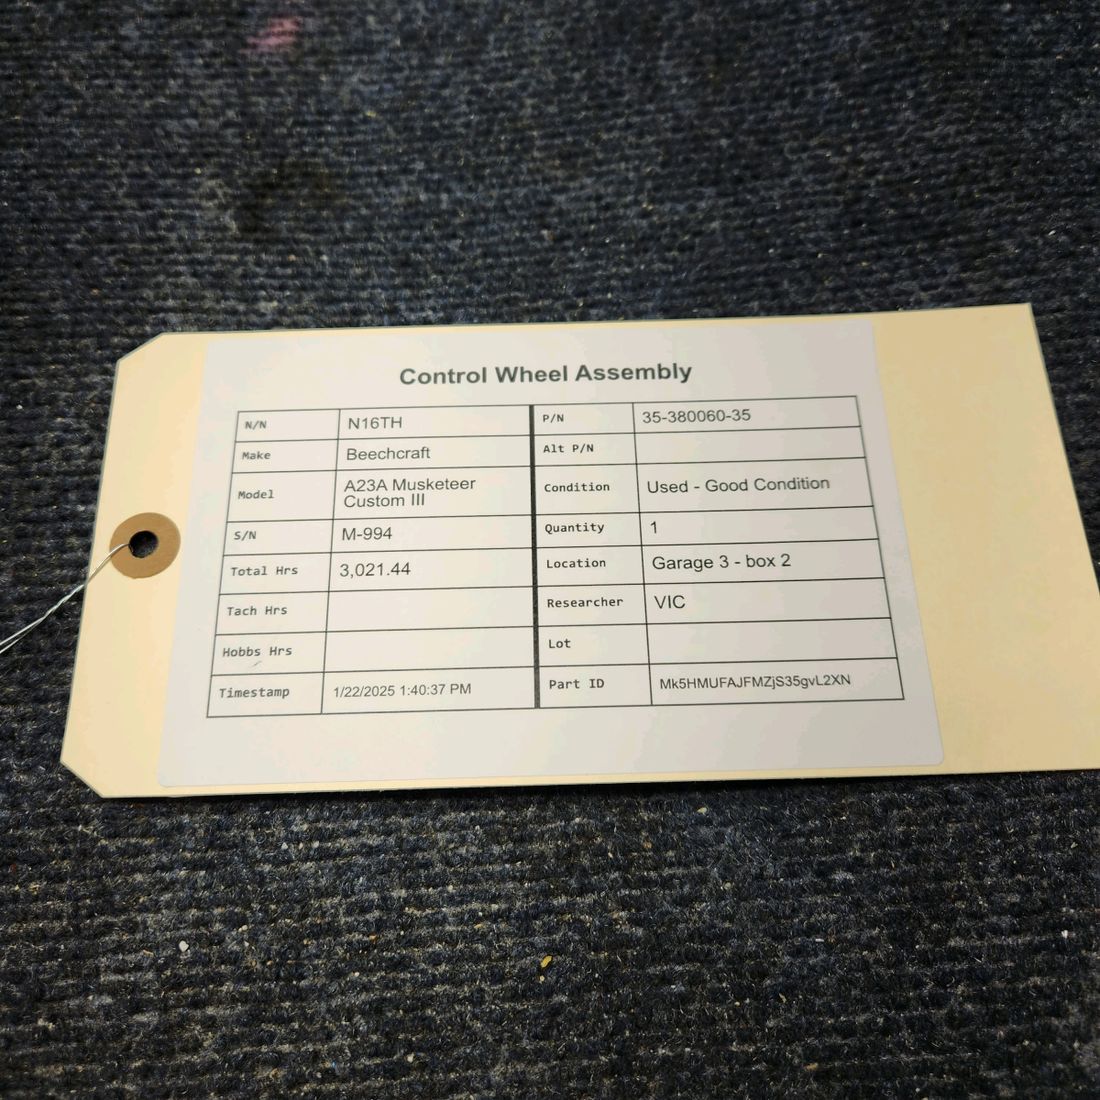 Control Wheel Assembly
N/N N16TH P/N 35-380060-35
Make Beechcraft Alt P/N
Model A23A Musketeer Custom III Condition Used - Good Condition
S/N M-994 Quantity 1
Total Hrs 3,021.44 Location Garage 3 - box 2
Tach Hrs Researcher VIC
Hobbs Hrs Lot
Timestamp 1/22/2025 1:40:37 PM Part ID Mk5HMUFAJFMZjS35gvL2XN